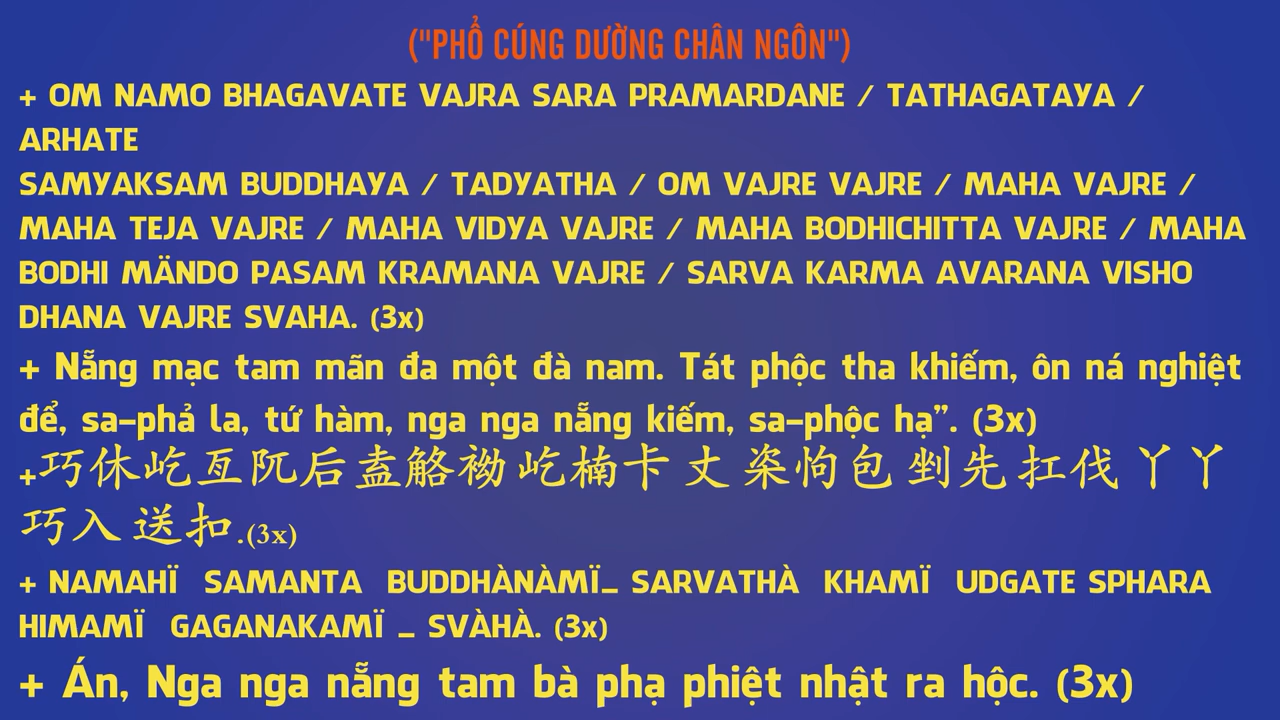 ("PHỔ CÚNG DƯỜNG CHÂN NGÔN")
+ OM NAMO BHAGAVATE VAJRA SARA PRAMARDANE / TATHAGATAYA /
ARHATE
SAMYAKSAM BUDDHAYA / TADYATHA / OM VAJRE VAJRE / MAHA VAJRE /
MAHA TEJA VAJRE / MAHA VIDYA VAJRE / MAHA BODHICHITTA VAJRE / MAHA
BODHI MÄNDO PASAM KRAMANA VAJRE / SARVA KARMA AVARANA VISHO
DHANA VAJRE SVAHA. (3x)
+ Nẵng mạc tam mãn đa một đà nam. Tát phộc tha khiếm, ôn ná nghiệt
để, sa-phả la, tứ hàm, nga nga nẵng kiếm, sa-phộc hạ”. (3x)
+巧休屹亙阢后盍觡袎屹楠卡丈栥怐包剉先扛伐丫丫
巧入送扣.(3x)
+ NAMAHÏ SAMANTA BUDDHÀNÀMÏ_ SARVATHÀ KHAMÏ UDGATE SPHARA
HIMAMÏ GAGANAKAMÏ _ SVÀHÀ. (3x)
+ Án, Nga nga nẵng tam bà phạ phiệt nhật ra hộc. (3x)